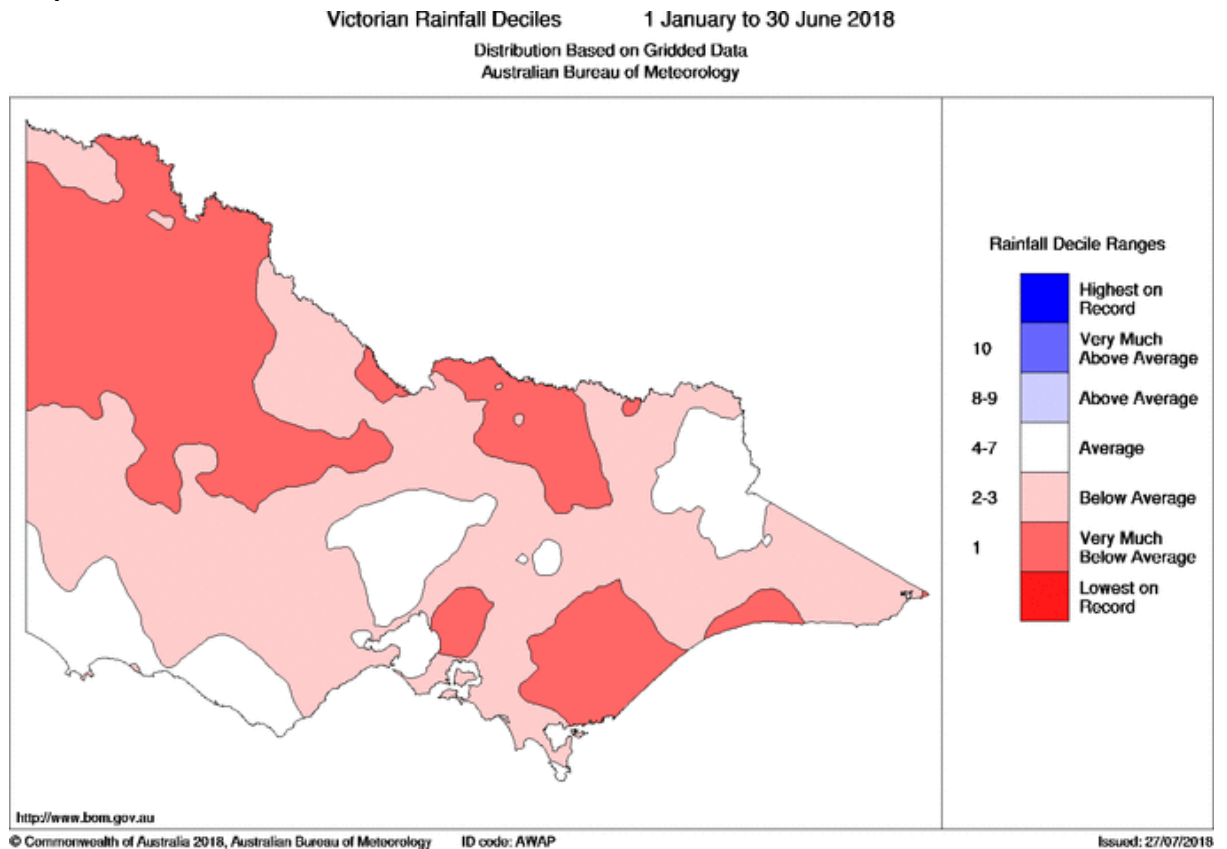 Victorian Rainfall Deciles 1 January to 30 June 2018
Distribution Based on Gridded Data
Australian Bureau of Meteorology
Rainfall Decile Ranges
Highest on
Record
10 Very Much
Above Average
8-9 Above Average
4-7 Average
2-3 Below Average
1 Very Much
Below Average
Lowest on
Record
http://www.bom.gov.au
© Commonwealth of Australia 2018, Australian Bureau of Meteorology ID code: AWAP Issued: 27/07/2018